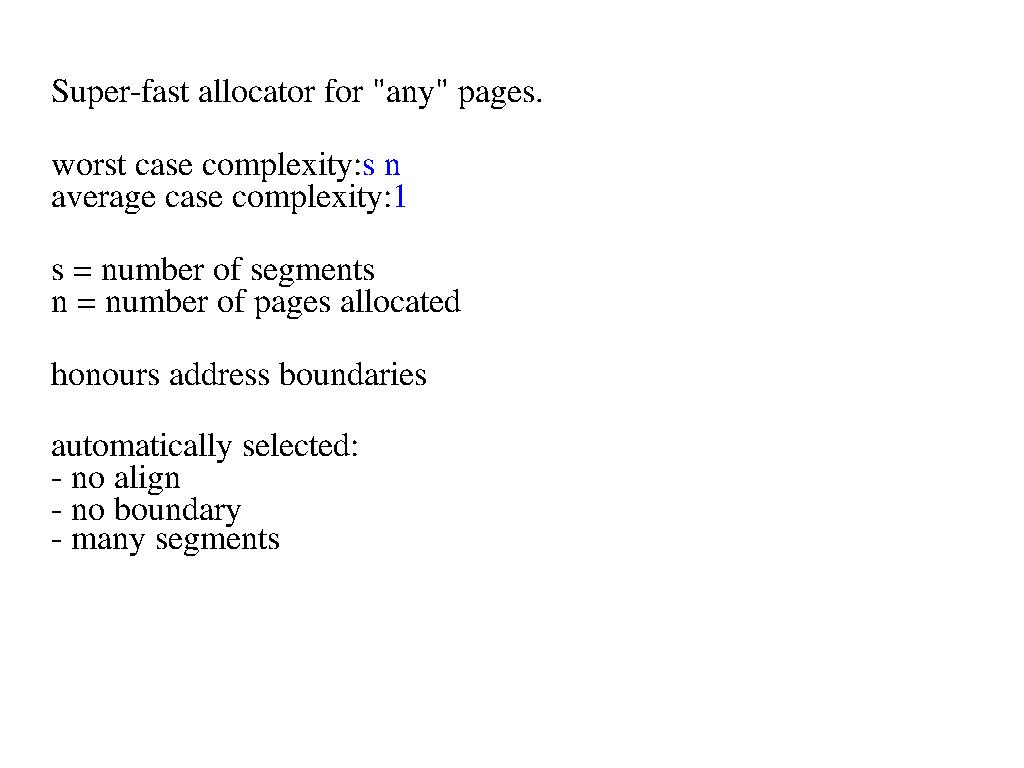 Super-fast allocator for "any" pages.
worst case complexity:s n
average case complexity:1
s = number of segments
n = number of pages allocated
honours address boundaries
automatically selected:
- no align
- no boundary
- many segments